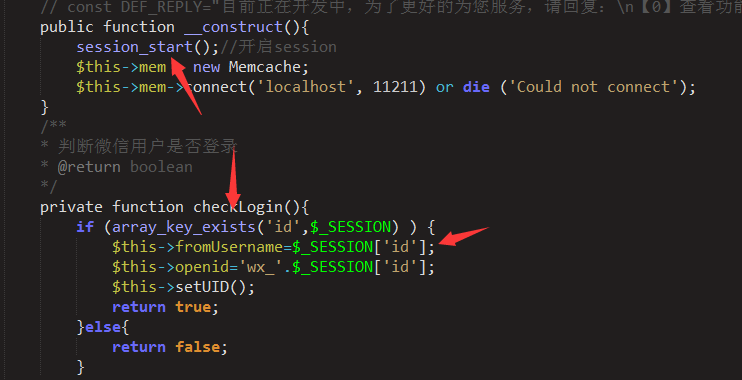 // const DEF_REPLY="目前正在开发中，为了更好的为您服务，请回复：\n【0】查看功能
public function __construct(){
session_start();//开启session
$this->mem new Memcache;
$this->mem->connect('localhost', 11211) or die ('Could not connect');
}
/**
* 判断微信用户是否登录
* @return boolean
*/
private function checkLogin(){
if (array_key_exists('id',$_SESSION) ) {
$this->fromUsername=$_SESSION['id'];
$this->openid='wx_'.$_SESSION['id'];
$this->setUID();
return true;
}else{
return false;
}